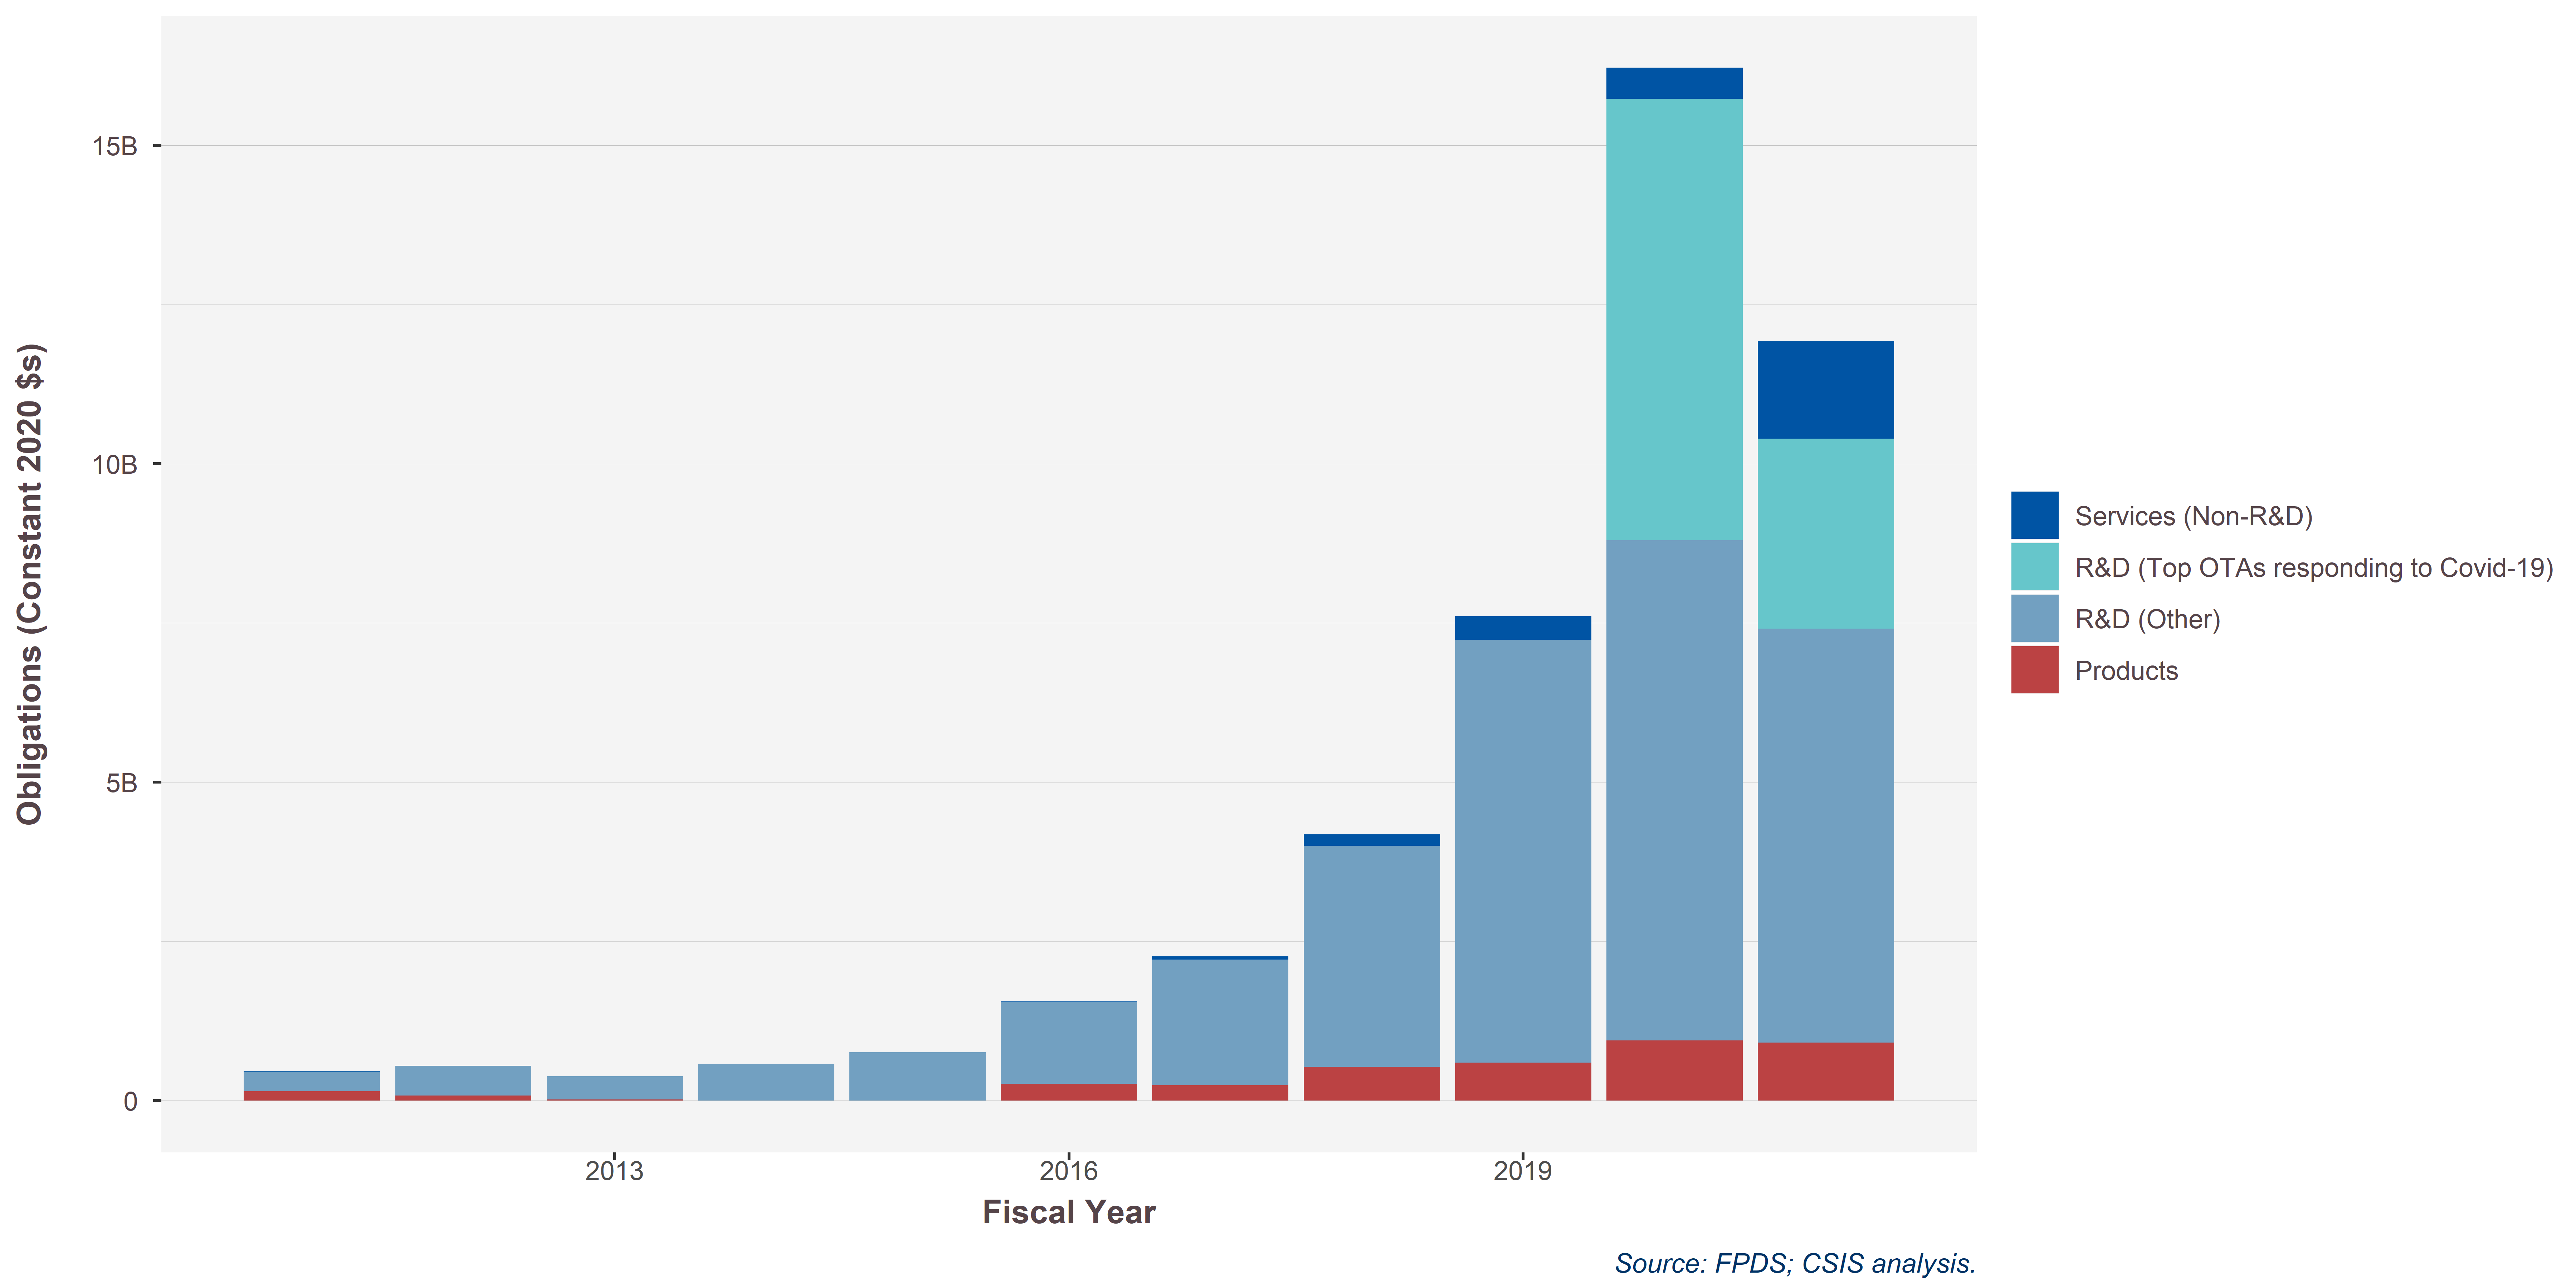 Obligations (Constant 2020 $s)
15B
10B
5B
0
2013
2016
2019
Fiscal Year
Services (Non-R&D)
R&D (Top OTAs responding to Covid-19)
R&D (Other)
Products
Source: FPDS; CSIS analysis.